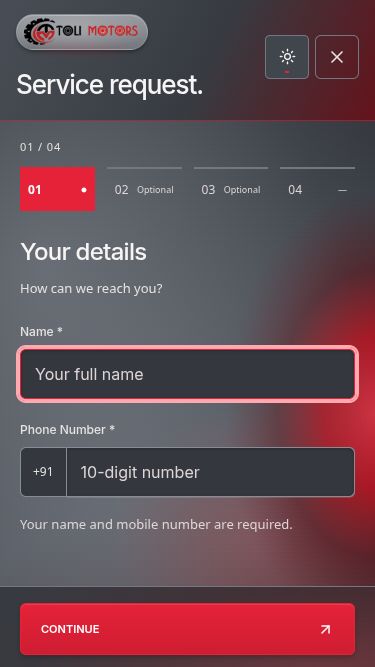 TOLI MOTORS
Service request.
01 / 04
01
02 Optional
03 Optional
04 —
Your details
How can we reach you?
Name *
Your full name
Phone Number *
+91 10-digit number
Your name and mobile number are required.
CONTINUE